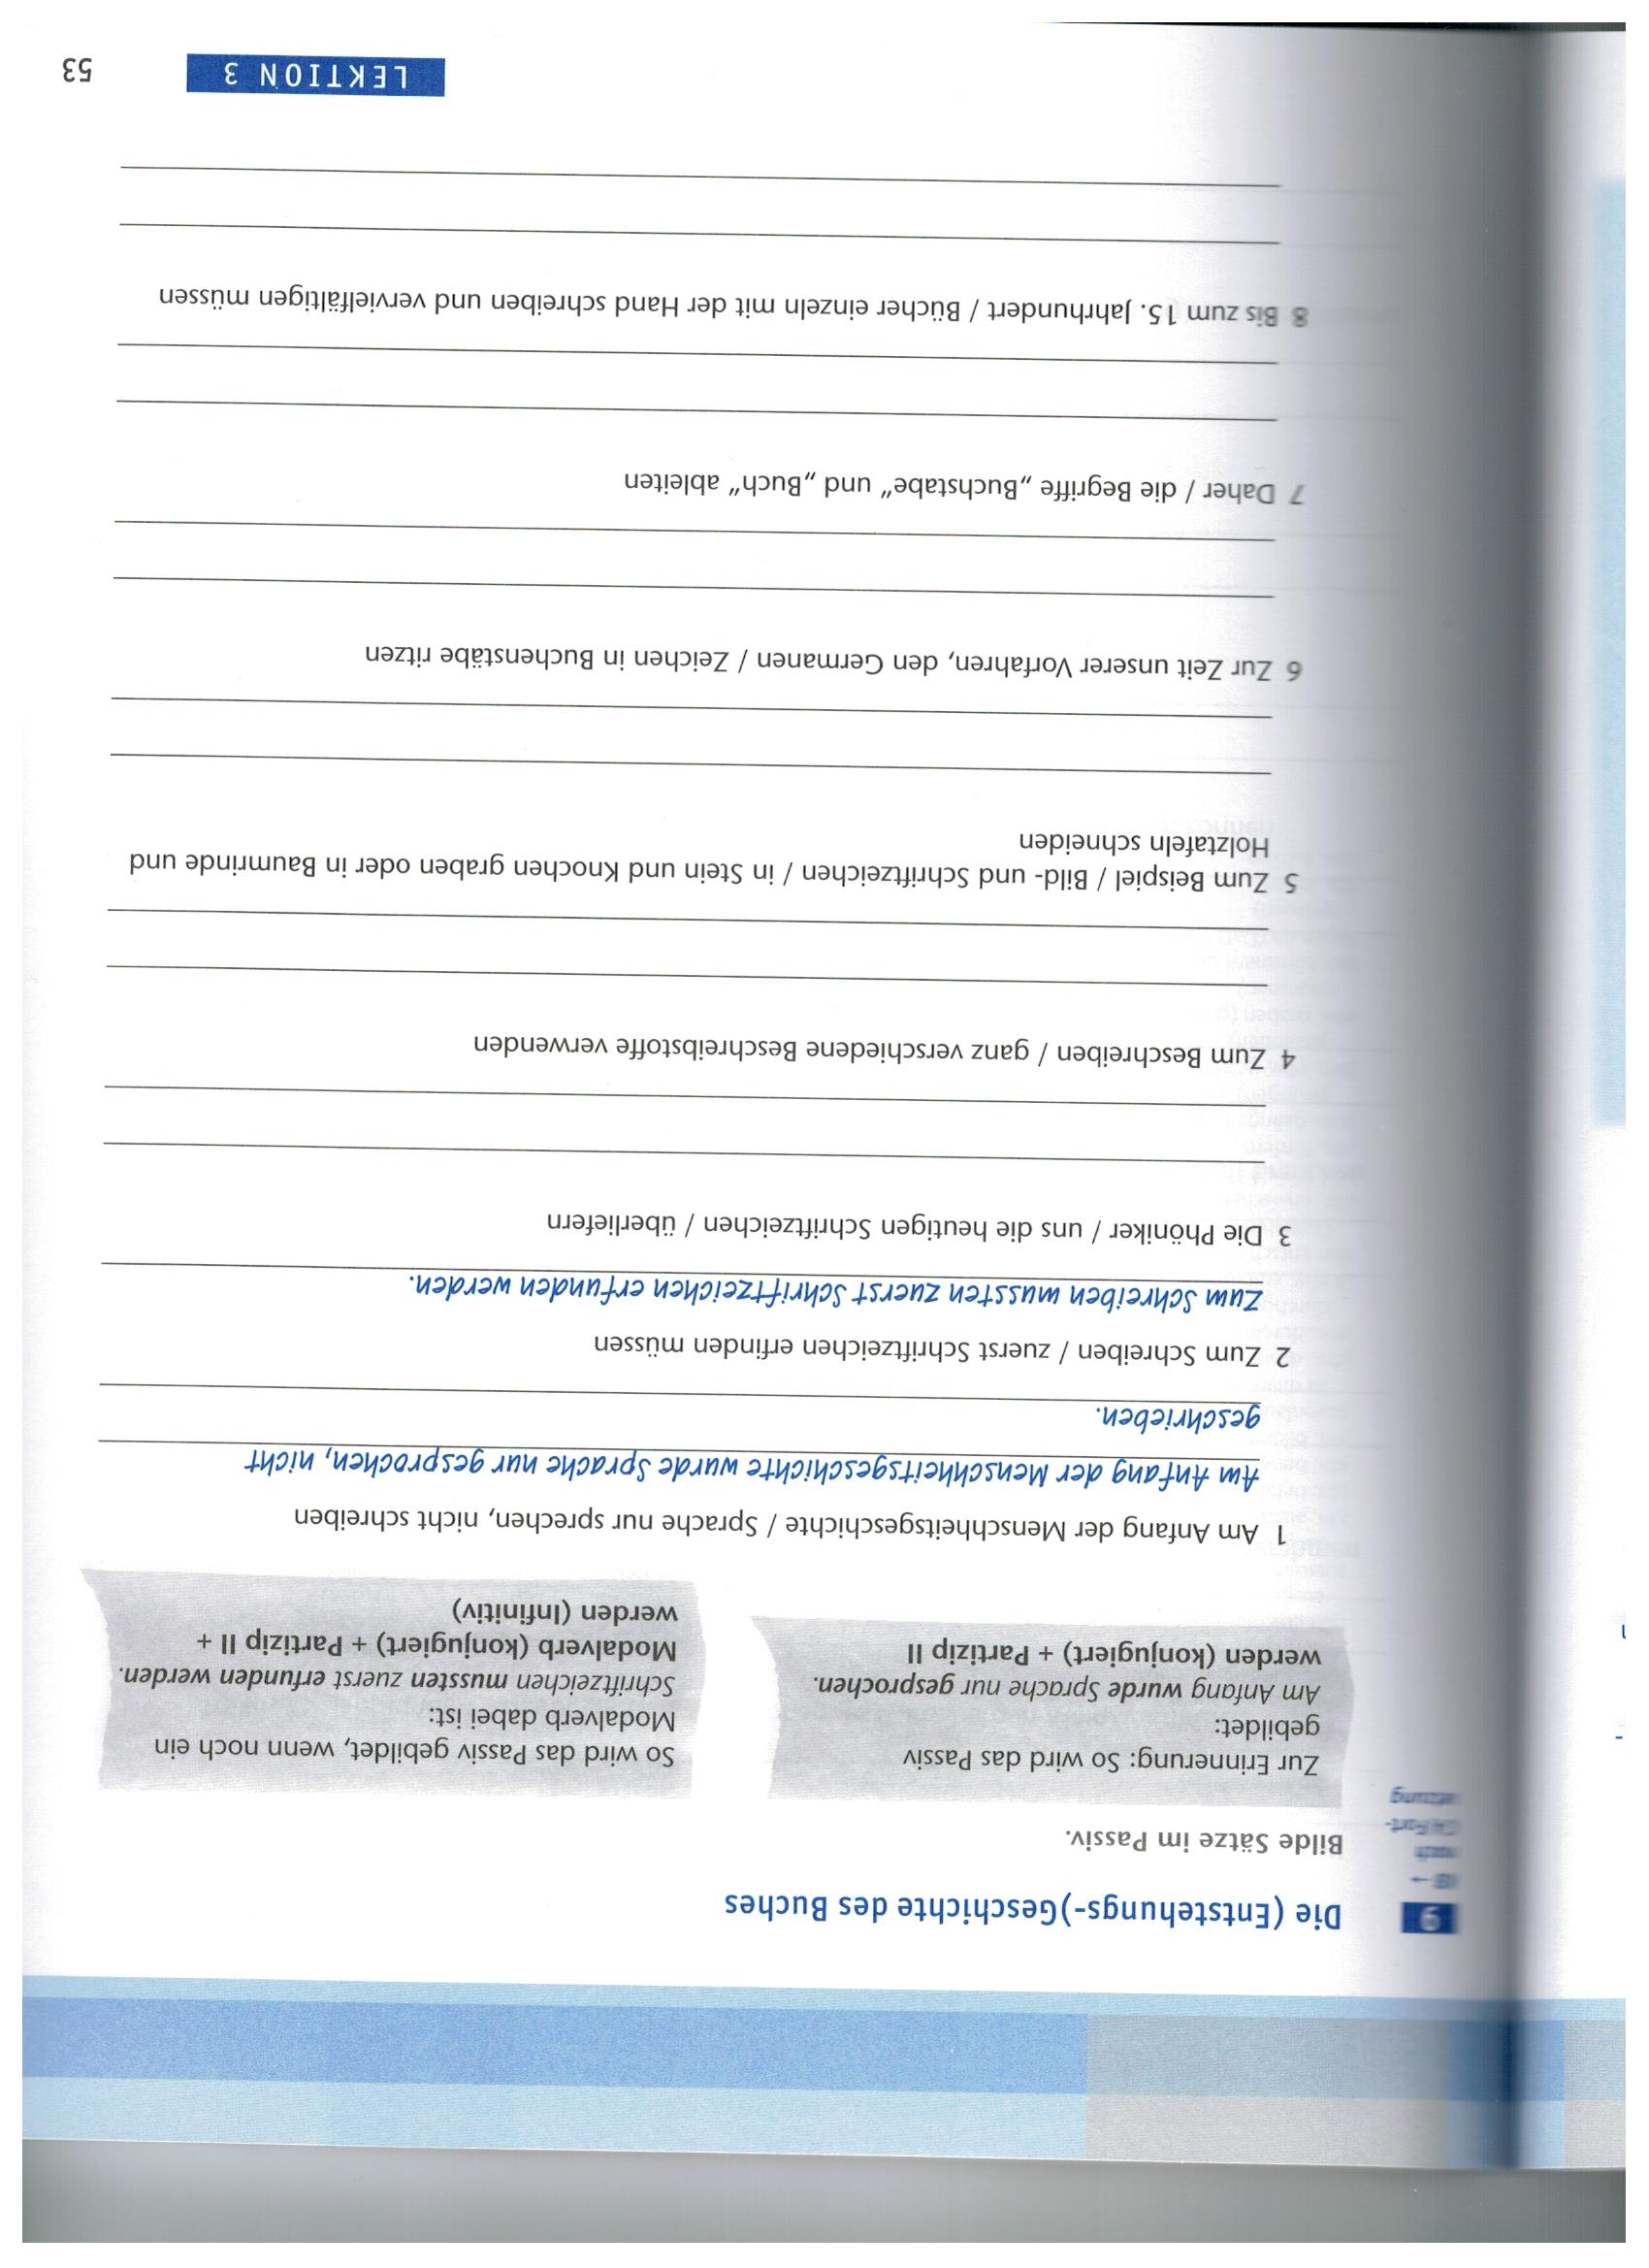 9 Die (Entstehungs-)Geschichte des Buches
Bilde Sätze im Passiv.
Zur Erinnerung: So wird das Passiv
gebildet:
Am Anfang wurde Sprache nur gesprochen.
werden (konjugiert) + Partizip II
So wird das Passiv gebildet, wenn noch ein
Modalverb dabei ist:
Schriftzeichen mussten zuerst erfunden werden.
Modalverb (konjugiert) + Partizip II +
werden (Infinitiv)
1 Am Anfang der Menschheitsgeschichte / Sprache nur sprechen, nicht schreiben
Am Anfang der Menschheitsgeschichte wurde Sprache nur gesprochen, nicht
geschrieben.
2 Zum Schreiben / zuerst Schriftzeichen erfinden müssen
Zum Schreiben mussten zuerst Schriftzeichen erfunden werden.
3 Die Phöniker / uns die heutigen Schriftzeichen / überliefern
4 Zum Beschreiben / ganz verschiedene Beschreibstoffe verwenden
5 Zum Beispiel / Bild- und Schriftzeichen / in Stein und Knochen graben oder in Baumrinde und
Holztafeln schneiden
6 Zur Zeit unserer Vorfahren, den Germanen / Zeichen in Buchenstäbe ritzen
7 Daher / die Begriffe „Buchstabe“ und „Buch“ ableiten
8 Bis zum 15. Jahrhundert / Bücher einzeln mit der Hand schreiben und vervielfältigen müssen
LEKTION 3
53